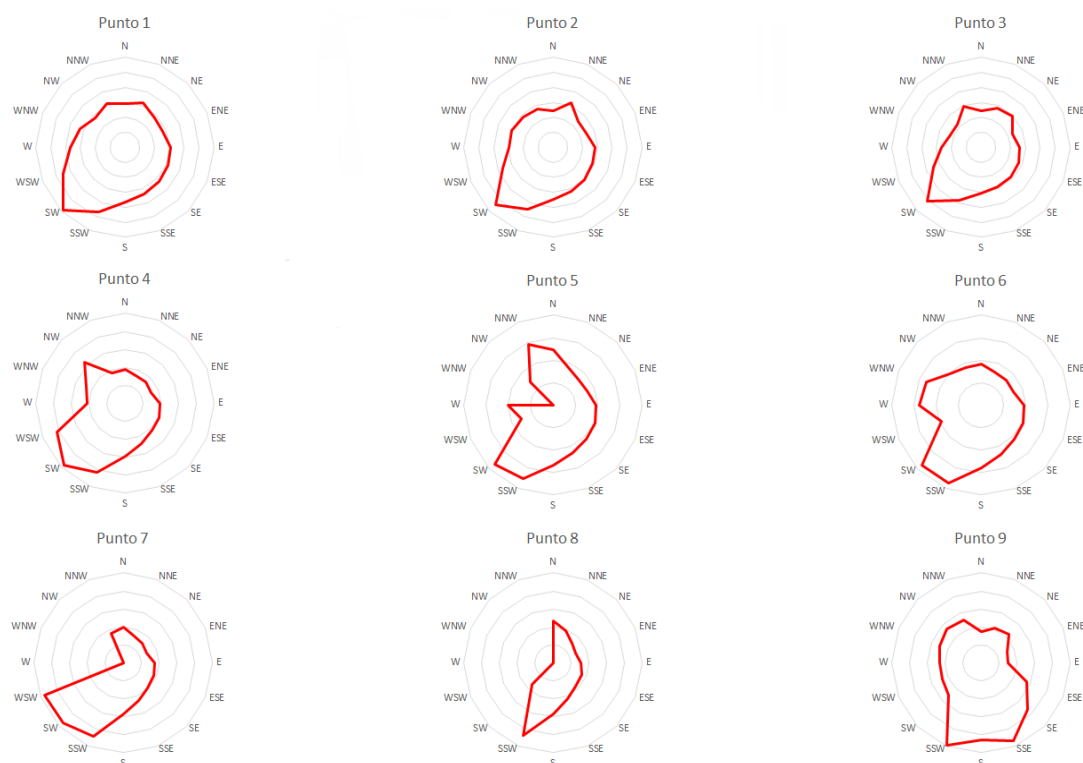 Punto 1
N
NNW NNE
NW NE
WNW ENE
W E
WSW ESE
SW SE
SSW SSE
S
Punto 2
N
NNW NNE
NW NE
WNW ENE
W E
WSW ESE
SW SE
SSW SSE
S
Punto 3
N
NNW NNE
NW NE
WNW ENE
W E
WSW ESE
SW SE
SSW SSE
S
Punto 4
N
NNW NNE
NW NE
WNW ENE
W E
WSW ESE
SW SE
SSW SSE
S
Punto 5
N
NNW NNE
NW NE
WNW ENE
W E
WSW ESE
SW SE
SSW SSE
S
Punto 6
N
NNW NNE
NW NE
WNW ENE
W E
WSW ESE
SW SE
SSW SSE
S
Punto 7
N
NNW NNE
NW NE
WNW ENE
W E
WSW ESE
SW SE
SSW SSE
S
Punto 8
N
NNW NNE
NW NE
WNW ENE
W E
WSW ESE
SW SE
SSW SSE
S
Punto 9
N
NNW NNE
NW NE
WNW ENE
W E
WSW ESE
SW SE
SSW SSE
S